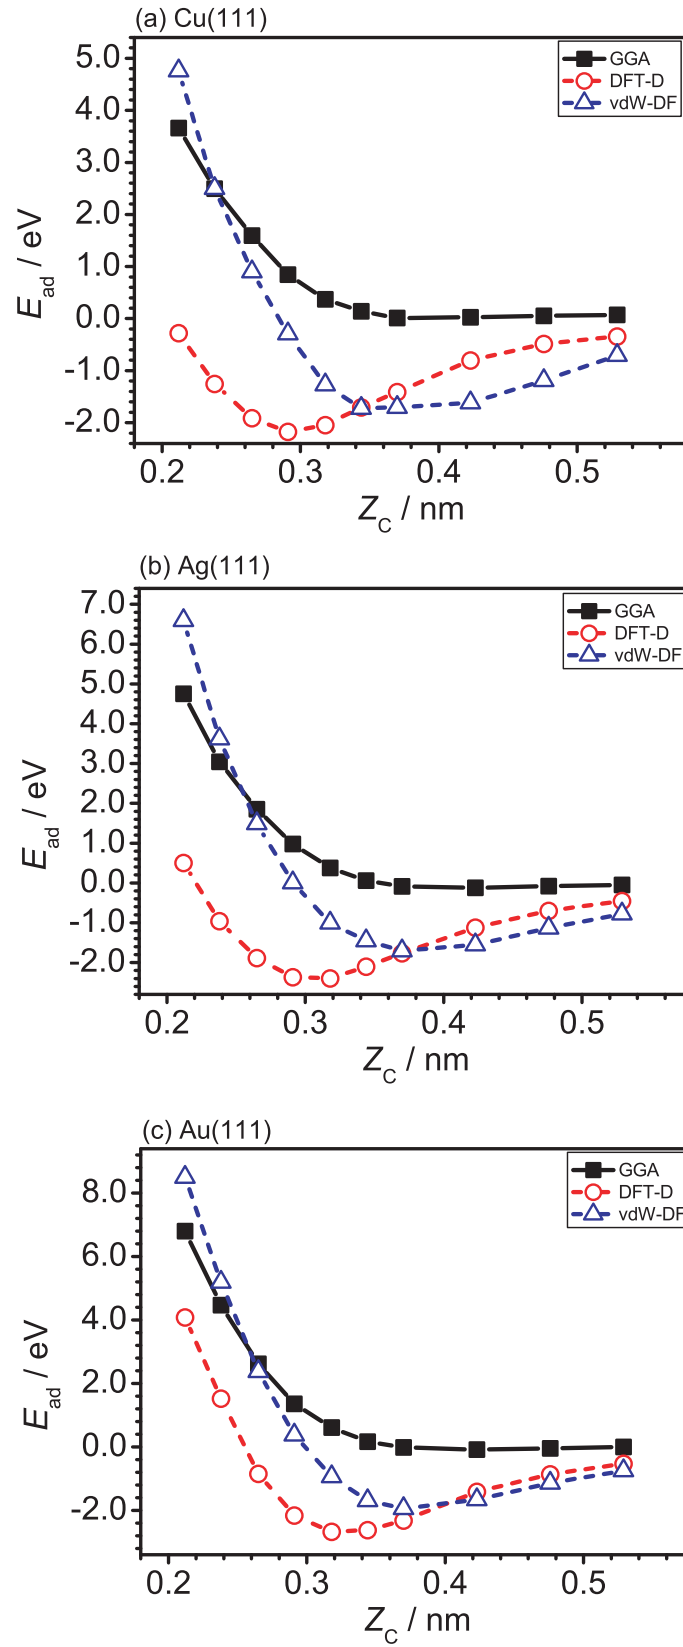 (a) Cu(111)
GGA
DFT-D
vdW-DF
5.0
4.0
3.0
2.0
1.0
0.0
-1.0
-2.0
E_ad / eV
0.2 0.3 0.4 0.5
Z_C / nm
(b) Ag(111)
GGA
DFT-D
vdW-DF
7.0
6.0
5.0
4.0
3.0
2.0
1.0
0.0
-1.0
-2.0
E_ad / eV
0.2 0.3 0.4 0.5
Z_C / nm
(c) Au(111)
GGA
DFT-D
vdW-DF
8.0
6.0
4.0
2.0
0.0
-2.0
E_ad / eV
0.2 0.3 0.4 0.5
Z_C / nm